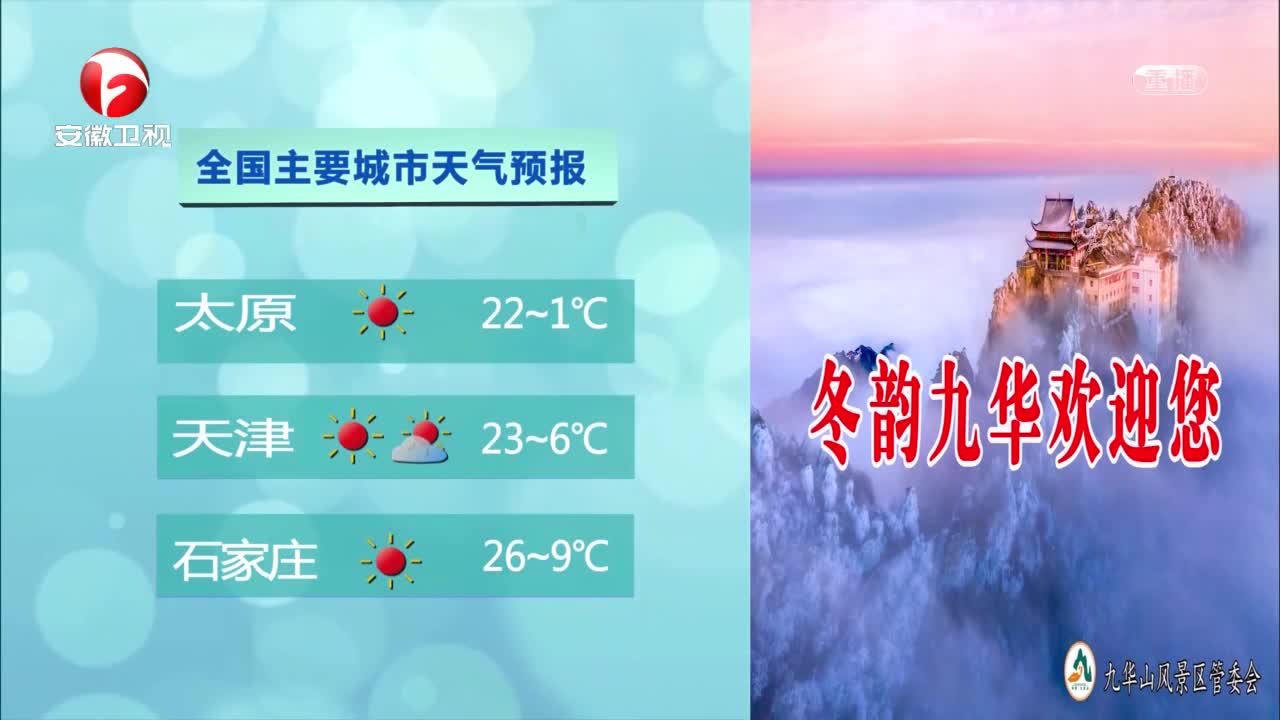 安徽卫视
全国主要城市天气预报
太原 22~1℃
天津 23~6℃
石家庄 26~9℃
重播
冬韵九华欢迎您
九华山风景区管委会